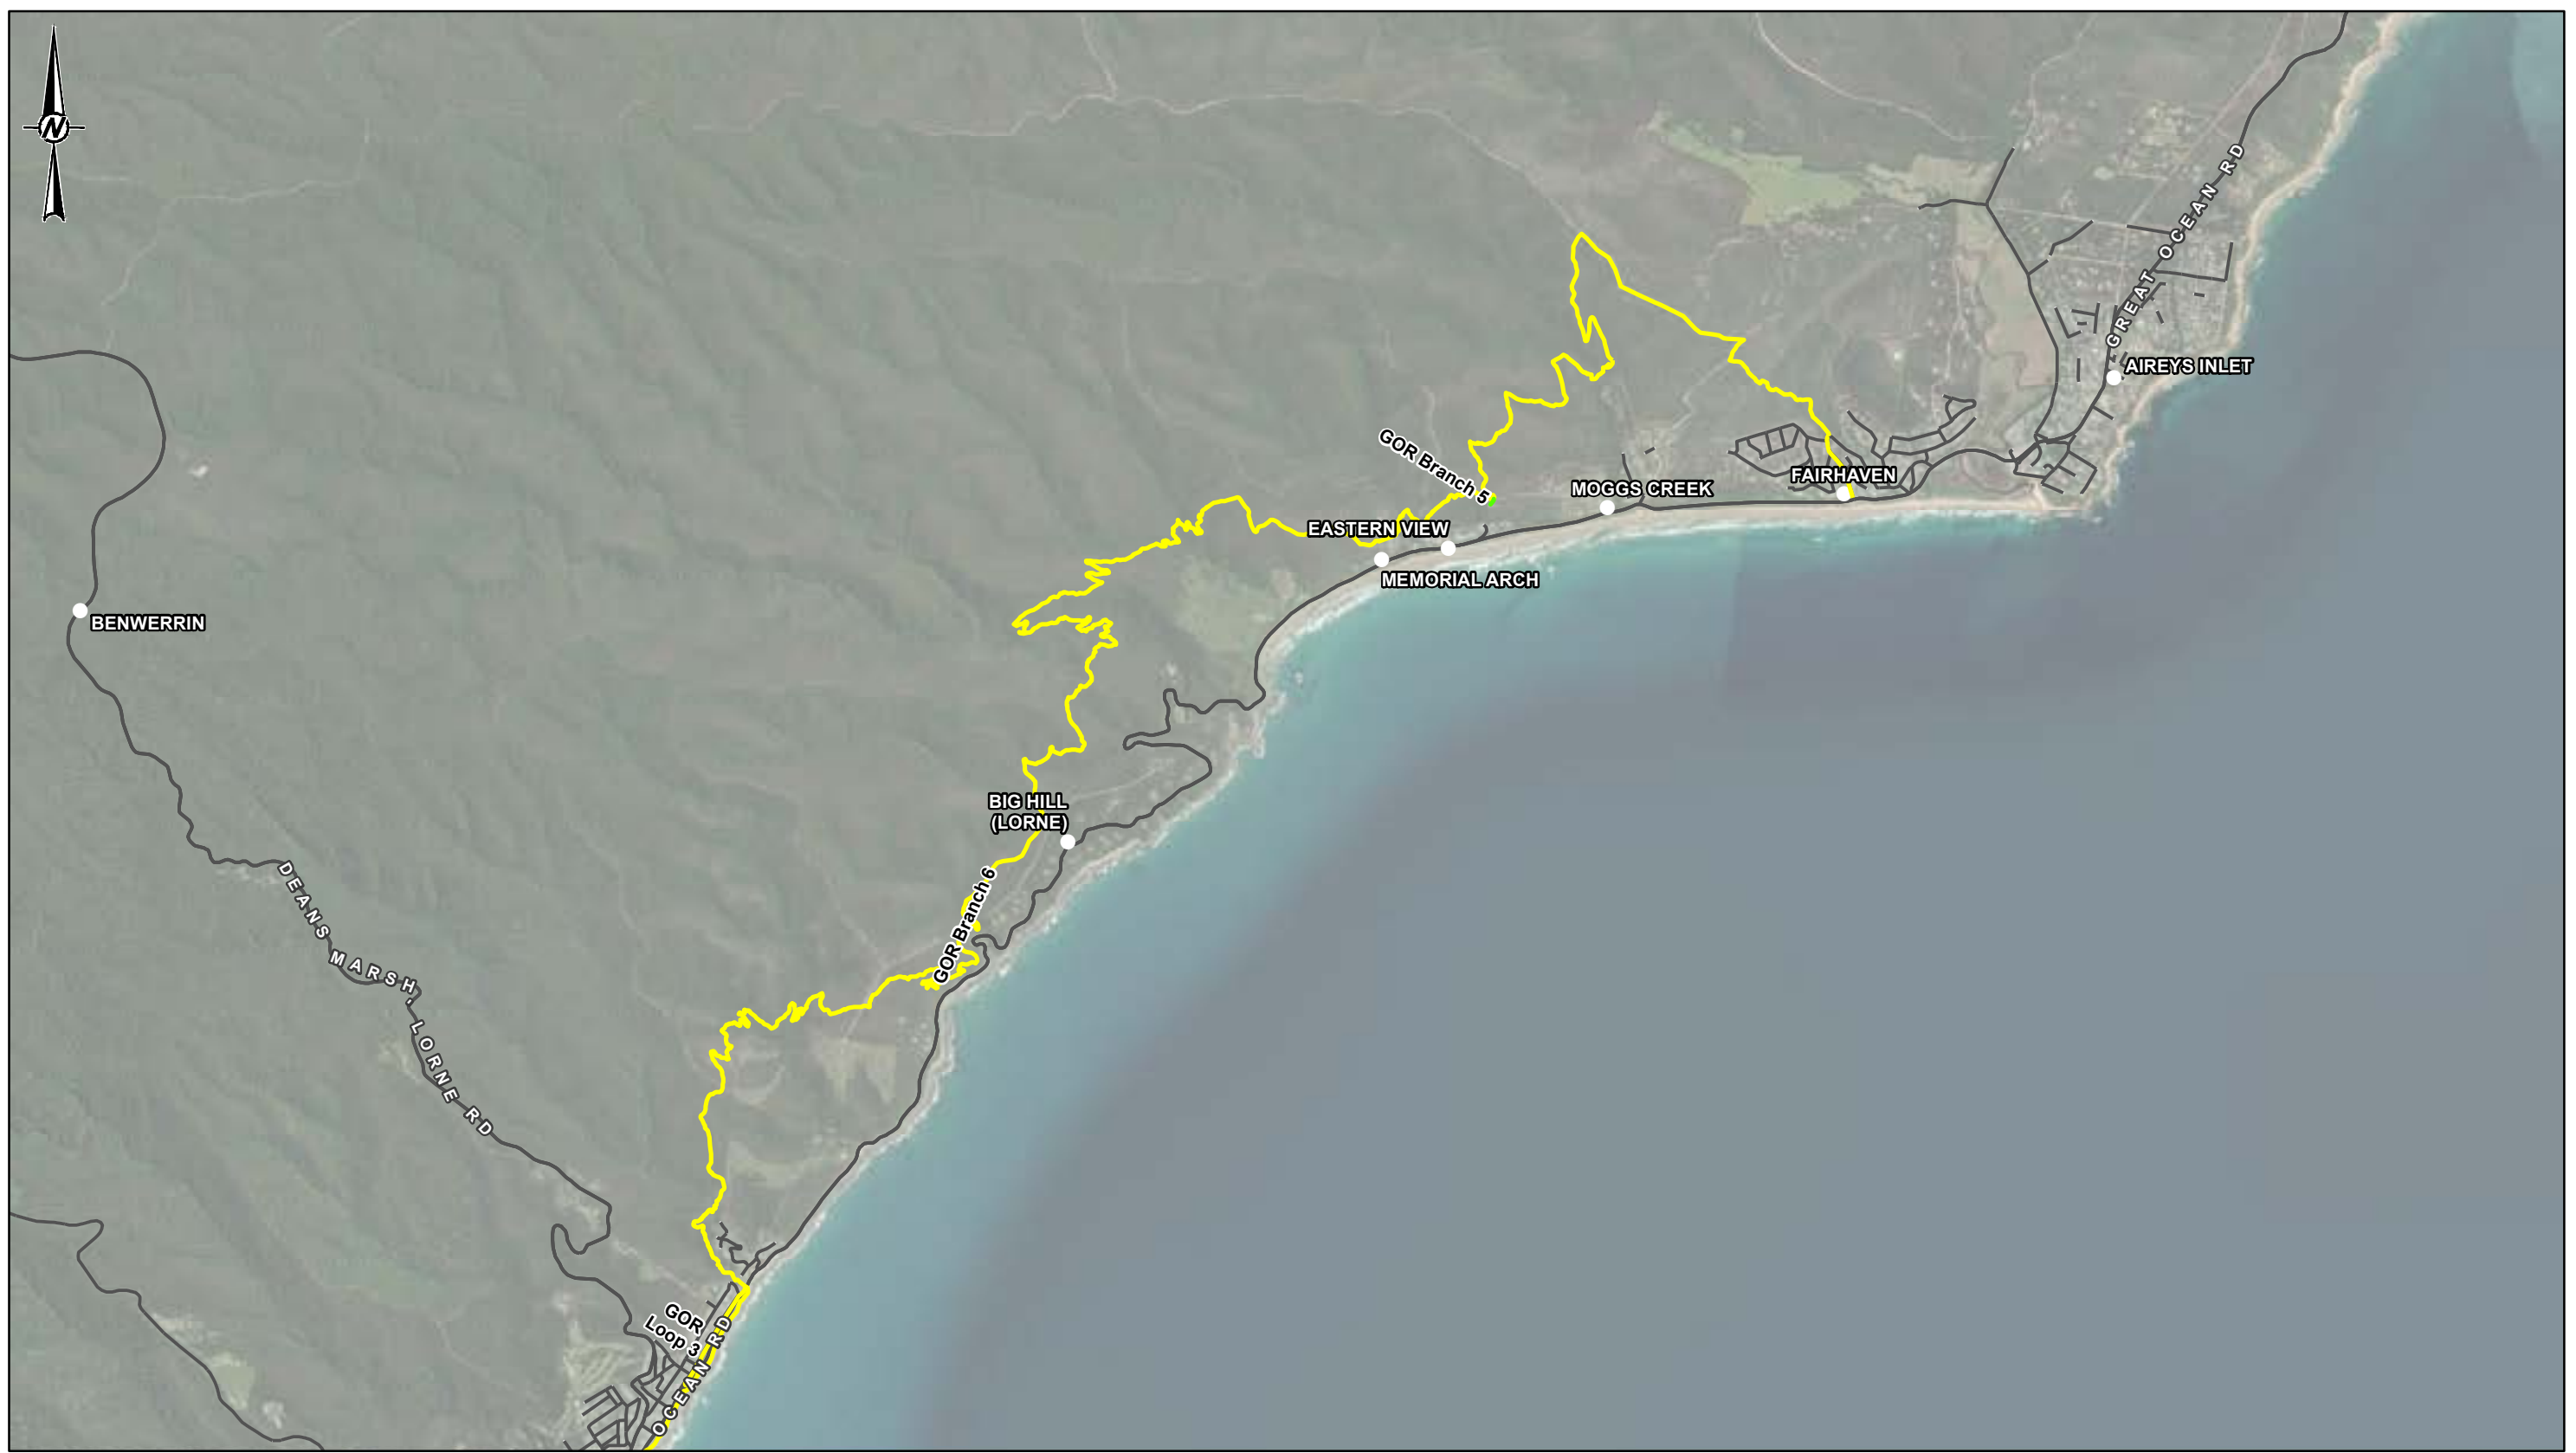 N
GREAT OCEAN RD
AIREYS INLET
GOR Branch 5
FAIRHAVEN
MOGGS CREEK
EASTERN VIEW
MEMORIAL ARCH
BENWERRIN
BIG HILL
(LORNE)
GOR Branch 6
DEANS MARSH, LORNE RD
GOR
Loop 3
OCEAN RD